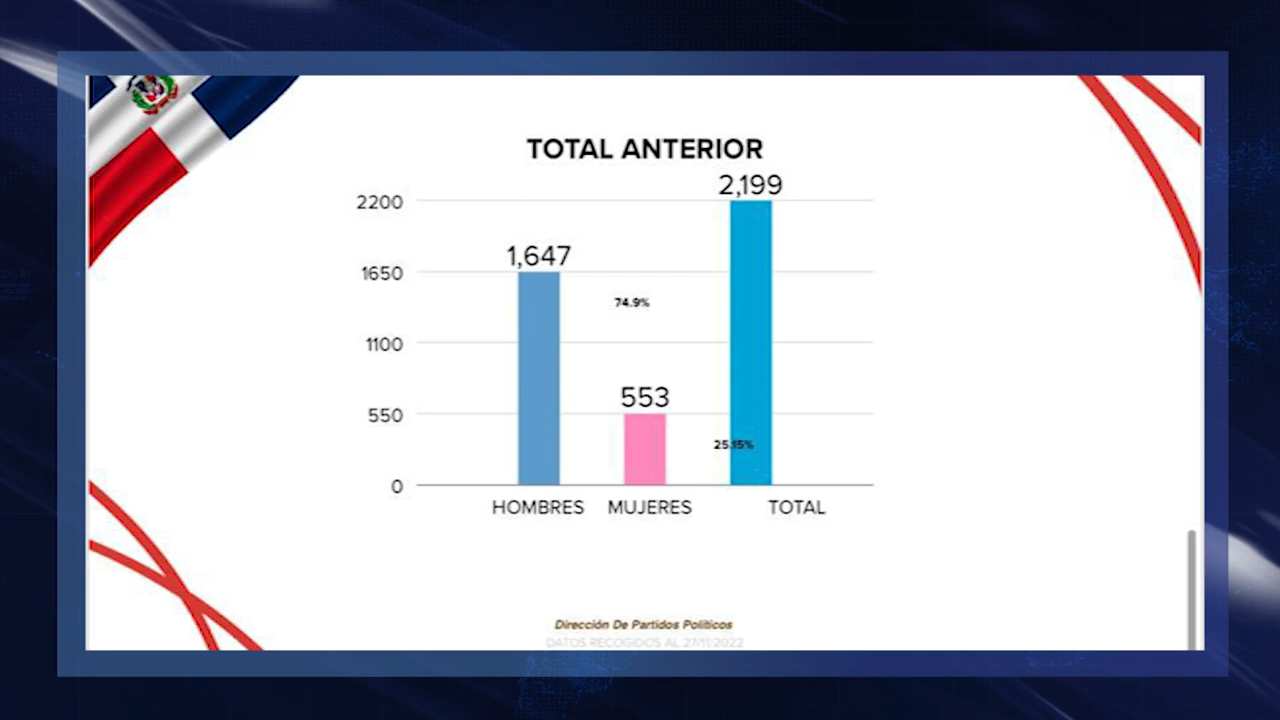 TOTAL ANTERIOR
2,199
2200
1,647
1650
74.9%
1100
553
550
25.15%
0
HOMBRES MUJERES TOTAL
Dirección De Partidos Políticos
DATOS RECOGIDOS AL 27/11/2022